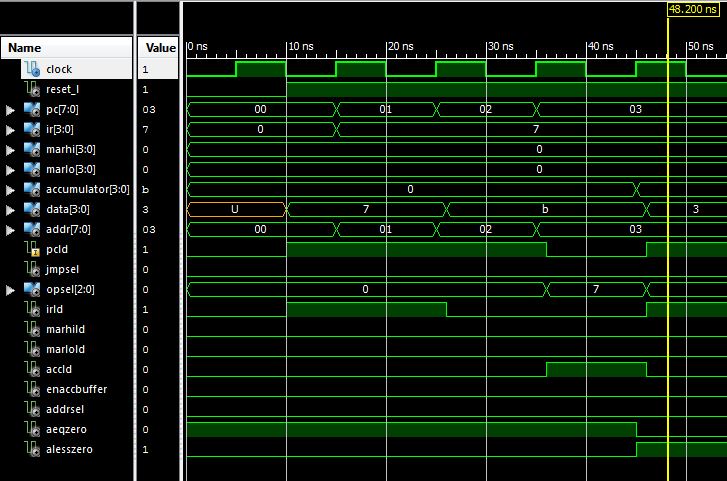 48.200 ns
Name Value 0 ns 10 ns 20 ns 30 ns 40 ns 50 ns
clock 1
reset_l 1
pc[7:0] 03 00 01 02 03
ir[3:0] 7 0 7
marhi[3:0] 0 0
marlo[3:0] 0 0
accumulator[3:0] b 0
data[3:0] 3 U 7 b 3
addr[7:0] 03 00 01 02 03
pcld 1
jmpsel 0
opsel[2:0] 0 0 7
irld 1
marhild 0
marlold 0
accld 0
enaccbuffer 0
addrsel 0
aeqzero 0
alesszero 1